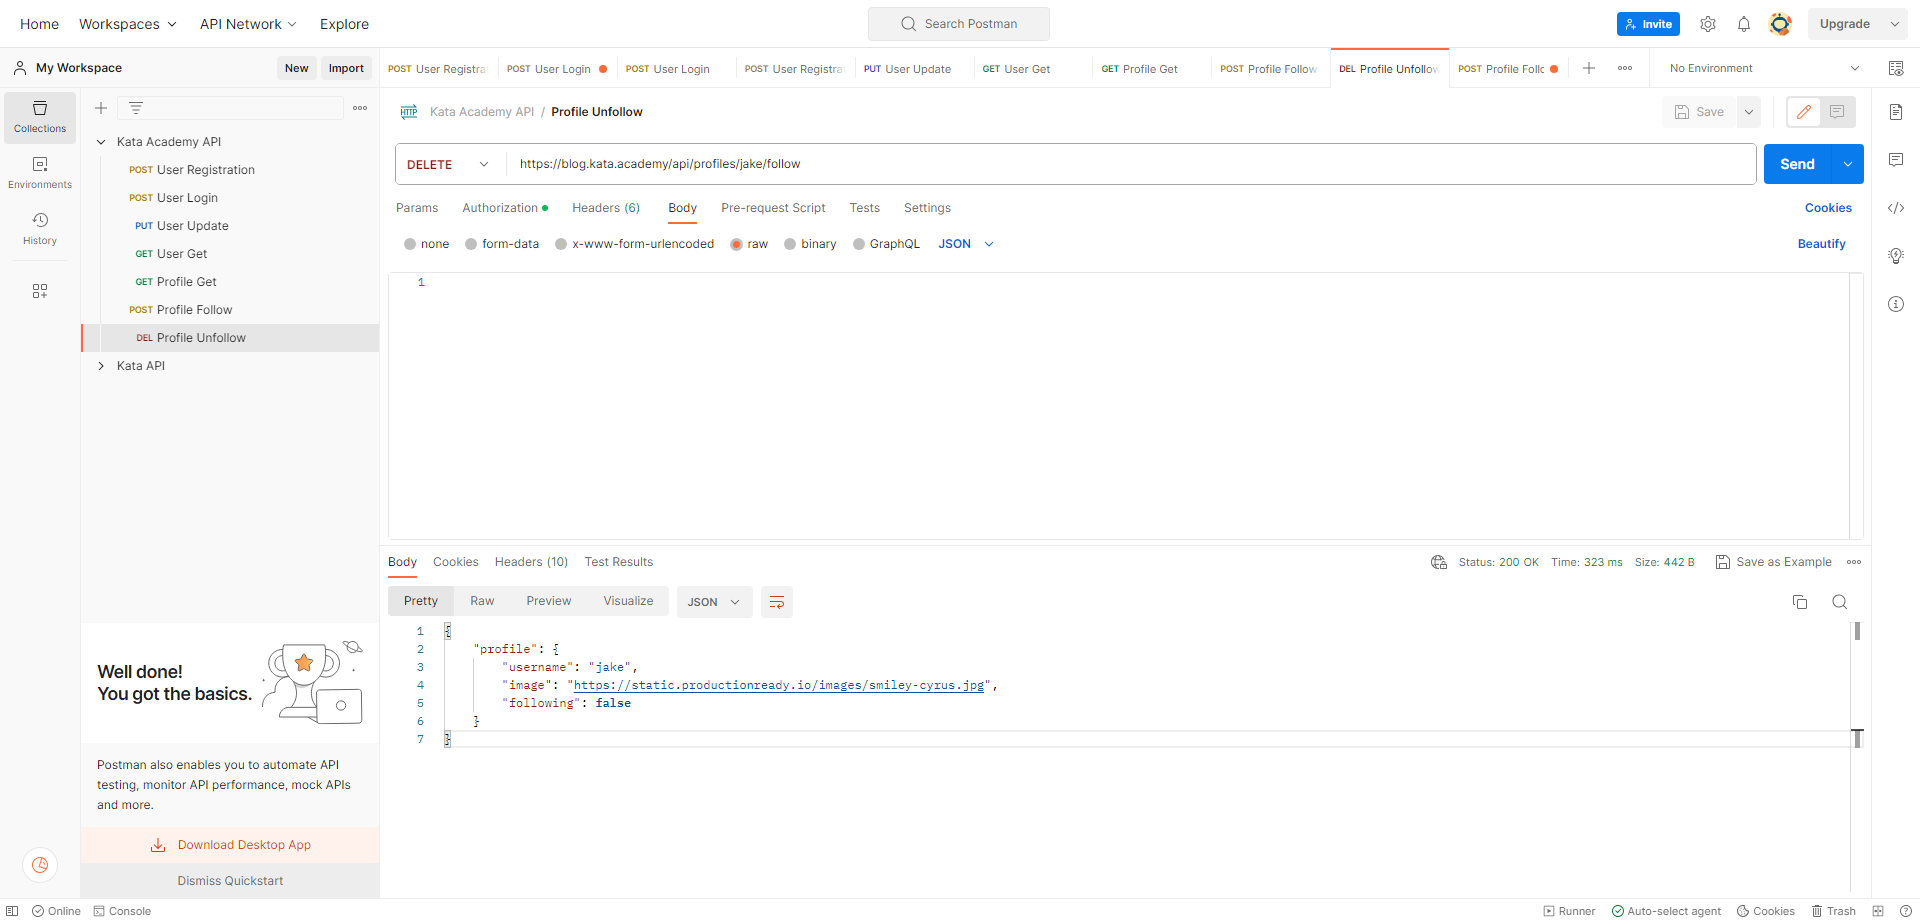 Home Workspaces API Network Explore Search Postman Invite Upgrade
My Workspace New Import
POST User Registra POST User Login POST User Login POST User Registra PUT User Update GET User Get GET Profile Get POST Profile Follow DEL Profile Unfollow POST Profile Follo No Environment
Collections
Environments
History
Kata Academy API
POST User Registration
POST User Login
PUT User Update
GET User Get
GET Profile Get
POST Profile Follow
DEL Profile Unfollow
Kata API
Well done!
You got the basics.
Postman also enables you to automate API
testing, monitor API performance, mock APIs
and more.
Download Desktop App
Dismiss Quickstart
HTTP Kata Academy API / Profile Unfollow Save
DELETE https://blog.kata.academy/api/profiles/jake/follow Send
Params Authorization Headers (6) Body Pre-request Script Tests Settings Cookies
none form-data x-www-form-urlencoded raw binary GraphQL JSON Beautify
1
Body Cookies Headers (10) Test Results Status: 200 OK Time: 323 ms Size: 442 B Save as Example
Pretty Raw Preview Visualize JSON
1 {
2 "profile": {
3 "username": "jake",
4 "image": "https://static.productionready.io/images/smiley-cyrus.jpg",
5 "following": false
6 }
7 }
Online Console Runner Auto-select agent Cookies Trash